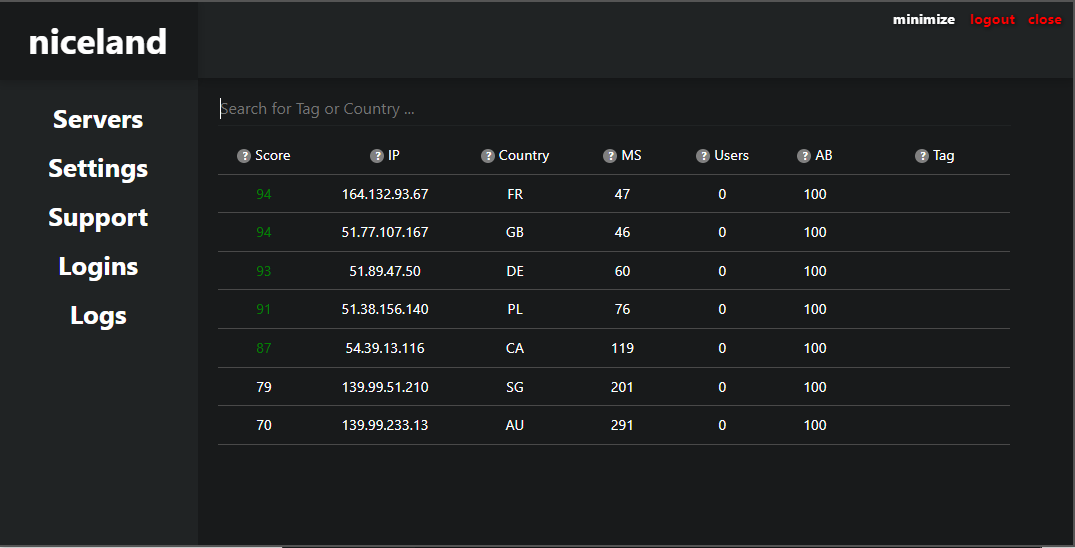 minimize logout close
niceland
Servers
Settings
Support
Logins
Logs
Search for Tag or Country ...
? Score ? IP ? Country ? MS ? Users ? AB ? Tag
94 164.132.93.67 FR 47 0 100
94 51.77.107.167 GB 46 0 100
93 51.89.47.50 DE 60 0 100
91 51.38.156.140 PL 76 0 100
87 54.39.13.116 CA 119 0 100
79 139.99.51.210 SG 201 0 100
70 139.99.233.13 AU 291 0 100